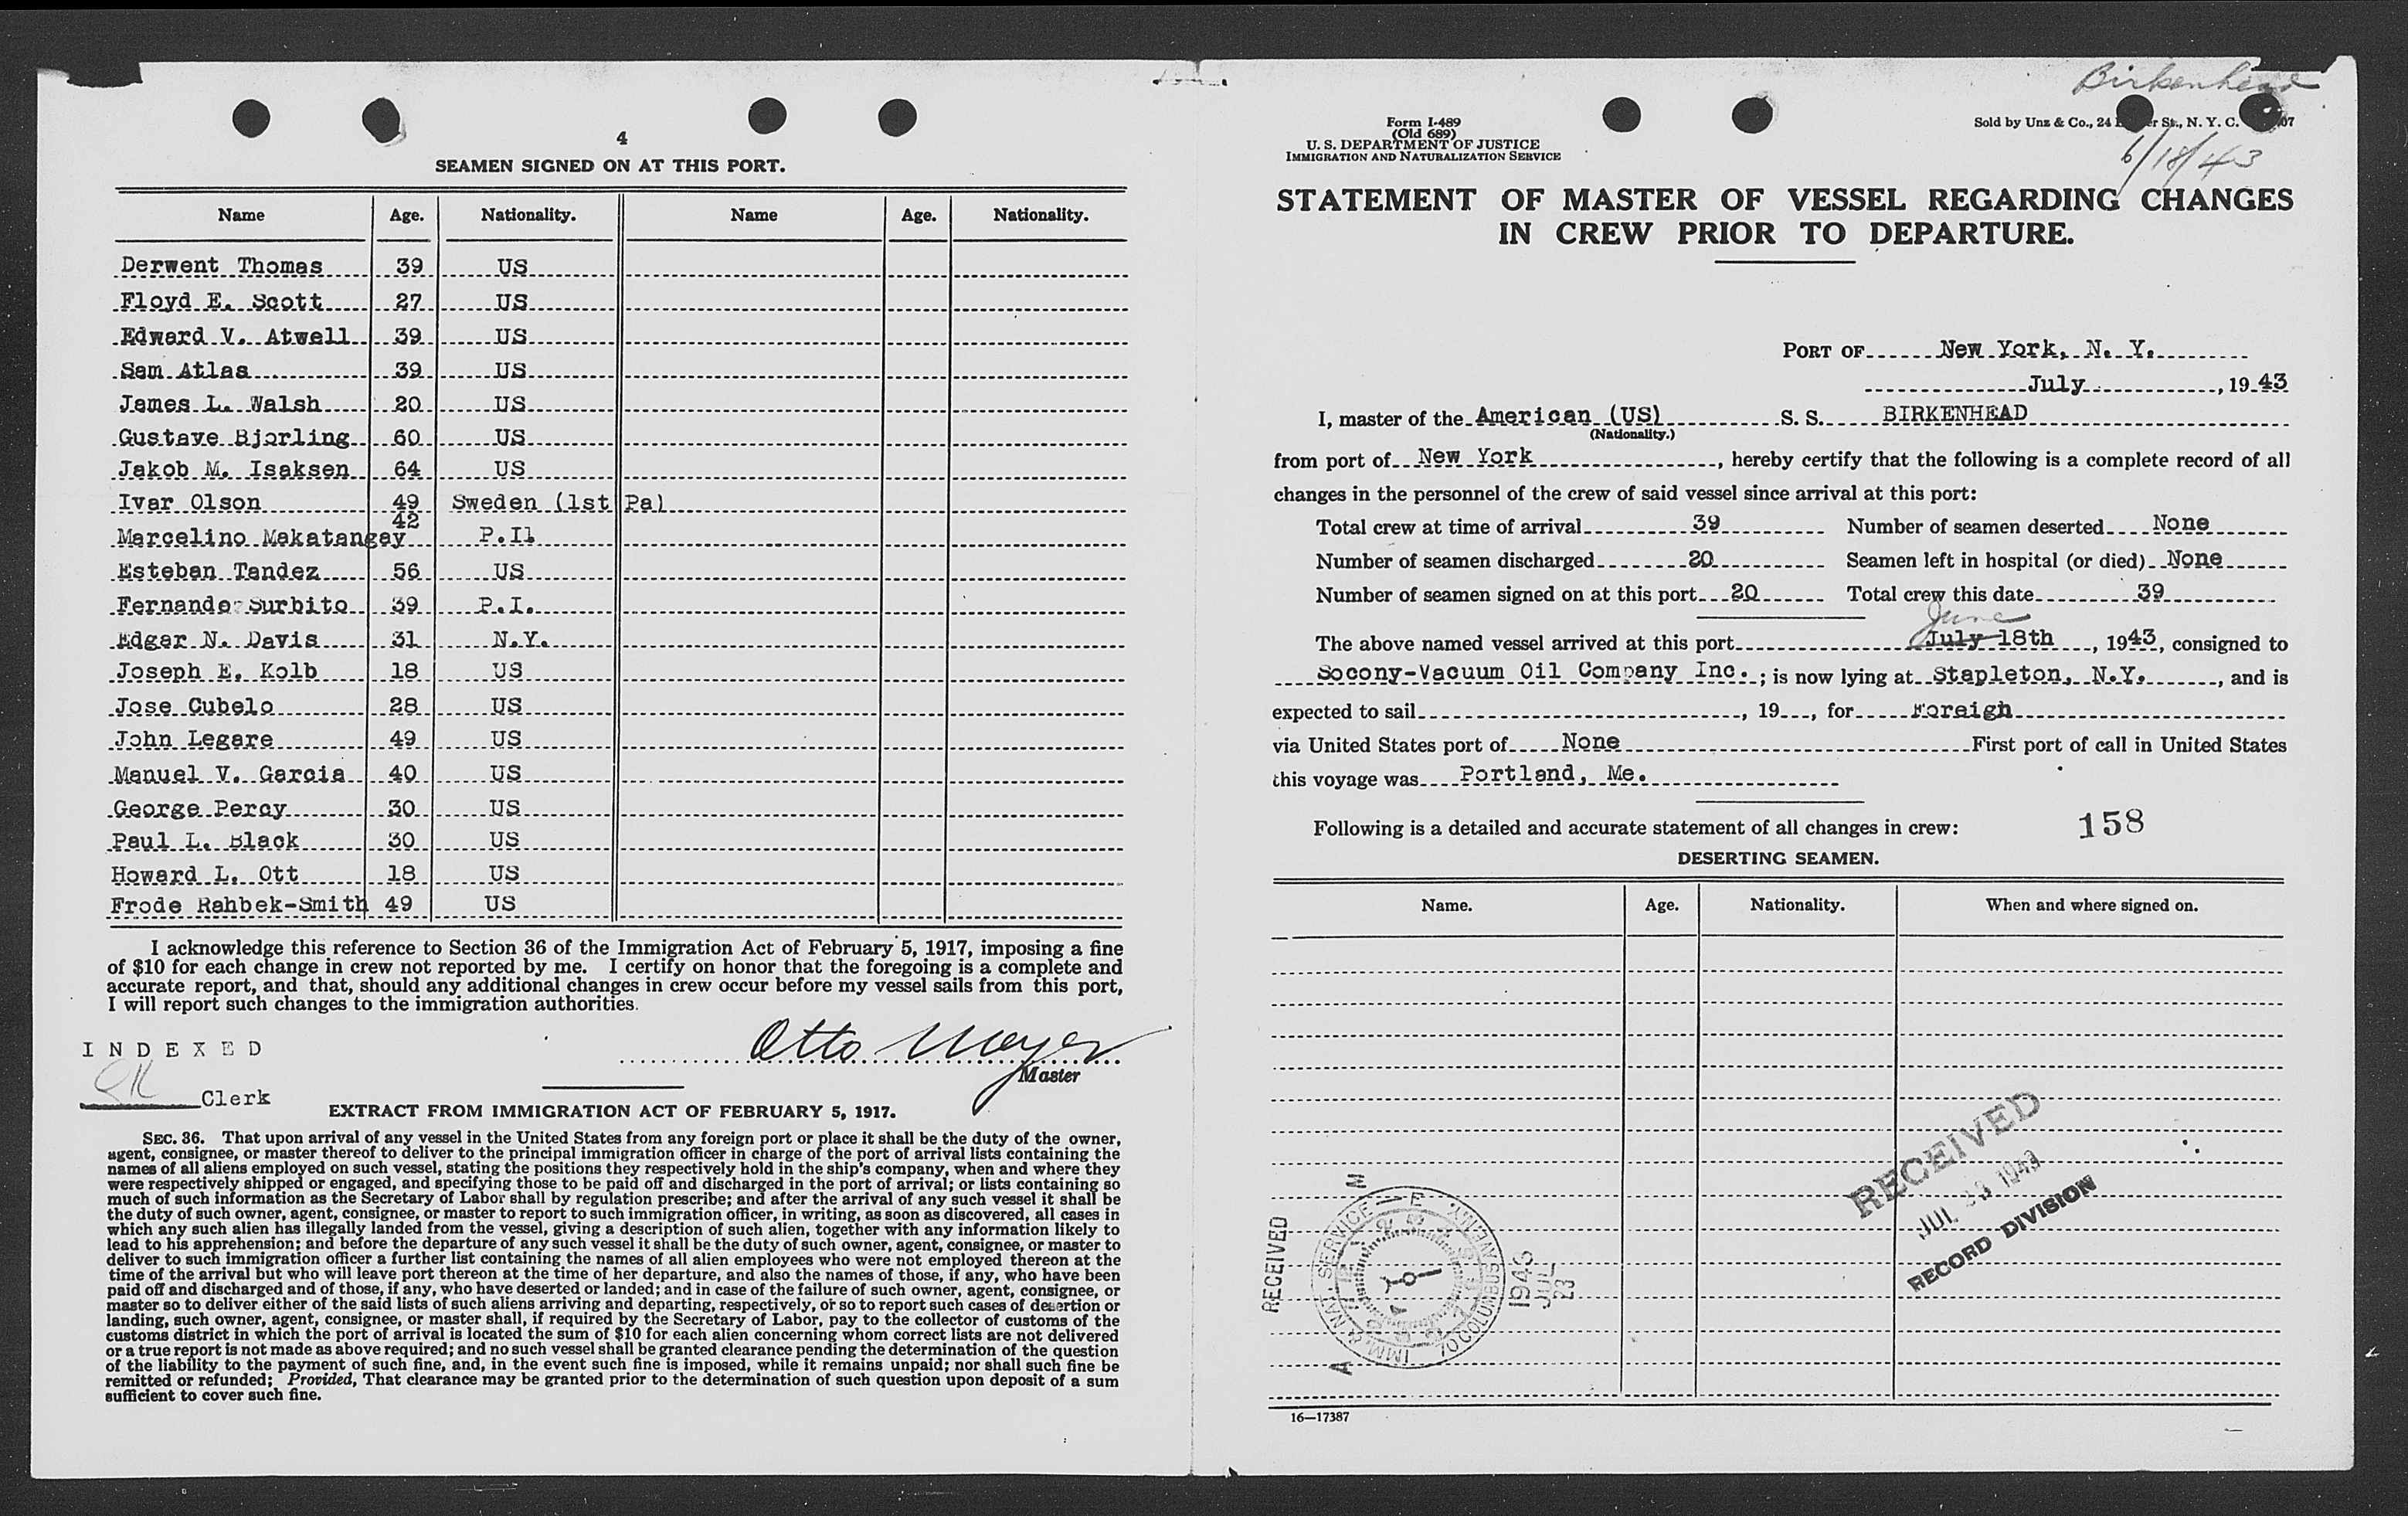 4
SEAMEN SIGNED ON AT THIS PORT.
Name Age. Nationality. Name Age. Nationality.
Derwent Thomas 39 US
Floyd E. Scott 27 US
Edward V. Atwell 39 US
Sam Atlas 39 US
James L. Walsh 20 US
Gustave Bjorling 60 US
Jakob M. Isaksen 64 US
Ivar Olson 49 Sweden (1st Pa)
Marcelino Makatangay 42 P.Il
Esteban Tandez 56 US
Fernando Surbito 39 P.I.
Edgar N. Davis 31 N.Y.
Joseph E. Kolb 18 US
Jose Cubelo 28 US
John Legare 49 US
Manuel V. Garcia 40 US
George Percy 30 US
Paul L. Black 30 US
Howard L. Ott 18 US
Frode Rahbek-Smith 49 US
I acknowledge this reference to Section 36 of the Immigration Act of February 5, 1917, imposing a fine
of $10 for each change in crew not reported by me. I certify on honor that the foregoing is a complete and
accurate report, and that, should any additional changes in crew occur before my vessel sails from this port,
I will report such changes to the immigration authorities.
INDEXED
Otto Meyer
Master
Clerk
EXTRACT FROM IMMIGRATION ACT OF FEBRUARY 5, 1917.
SEC. 36. That upon arrival of any vessel in the United States from any foreign port or place it shall be the duty of the owner,
agent, consignee, or master thereof to deliver to the principal immigration officer in charge of the port of arrival lists containing the
names of all aliens employed on such vessel, stating the positions they respectively hold in the ship's company, when and where they
were respectively shipped or engaged, and specifying those to be paid off and discharged in the port of arrival; or lists containing so
much of such information as the Secretary of Labor shall by regulation prescribe; and after the arrival of any such vessel it shall be
the duty of such owner, agent, consignee, or master to report to such immigration officer, in writing, as soon as discovered, all cases in
which any such alien has illegally landed from the vessel, giving a description of such alien, together with any information likely to
lead to his apprehension; and before the departure of any such vessel it shall be the duty of such owner, agent, consignee, or master to
deliver to such immigration officer a further list containing the names of all alien employees who were not employed thereon at the
time of the arrival but who will leave port thereon at the time of her departure, and also the names of those, if any, who have been
paid off and discharged and of those, if any, who have deserted or landed; and in case of the failure of such owner, agent, consignee, or
master so to deliver either of the said lists of such aliens arriving and departing, respectively, or so to report such cases of desertion or
landing, such owner, agent, consignee, or master shall, if required by the Secretary of Labor, pay to the collector of customs of the
customs district in which the port of arrival is located the sum of $10 for each alien concerning whom correct lists are not delivered
or a true report is not made as above required; and no such vessel shall be granted clearance pending the determination of the question
of the liability to the payment of such fine, and, in the event such fine is imposed, while it remains unpaid; nor shall such fine be
remitted or refunded; Provided, That clearance may be granted prior to the determination of such question upon deposit of a sum
sufficient to cover such fine.
Birkenhead
Form I-489
(Old 689)
U. S. DEPARTMENT OF JUSTICE
IMMIGRATION AND NATURALIZATION SERVICE
Sold by Unz & Co., 24 St., N. Y. C.
6/18/43
STATEMENT OF MASTER OF VESSEL REGARDING CHANGES
IN CREW PRIOR TO DEPARTURE.
PORT OF New York, N. Y.
July, 1943
I, master of the American (US) S. S. BIRKENHEAD
(Nationality.)
from port of New York, hereby certify that the following is a complete record of all
changes in the personnel of the crew of said vessel since arrival at this port:
Total crew at time of arrival 39 Number of seamen deserted None
Number of seamen discharged 20 Seamen left in hospital (or died) None
Number of seamen signed on at this port 20 Total crew this date 39
June
The above named vessel arrived at this port July 18th, 1943, consigned to
Socony-Vacuum Oil Company Inc.; is now lying at Stapleton, N.Y., and is
expected to sail, 19, for Foreign
via United States port of None First port of call in United States
this voyage was Portland, Me.
Following is a detailed and accurate statement of all changes in crew: 158
DESERTING SEAMEN.
Name. Age. Nationality. When and where signed on.
RECEIVED
JUL 1943
RECORD DIVISION
RECEIVED
IMM. & NAT. SERVICE
70 COLUMBUS AVE. N.Y.
JUL
23
16—17387